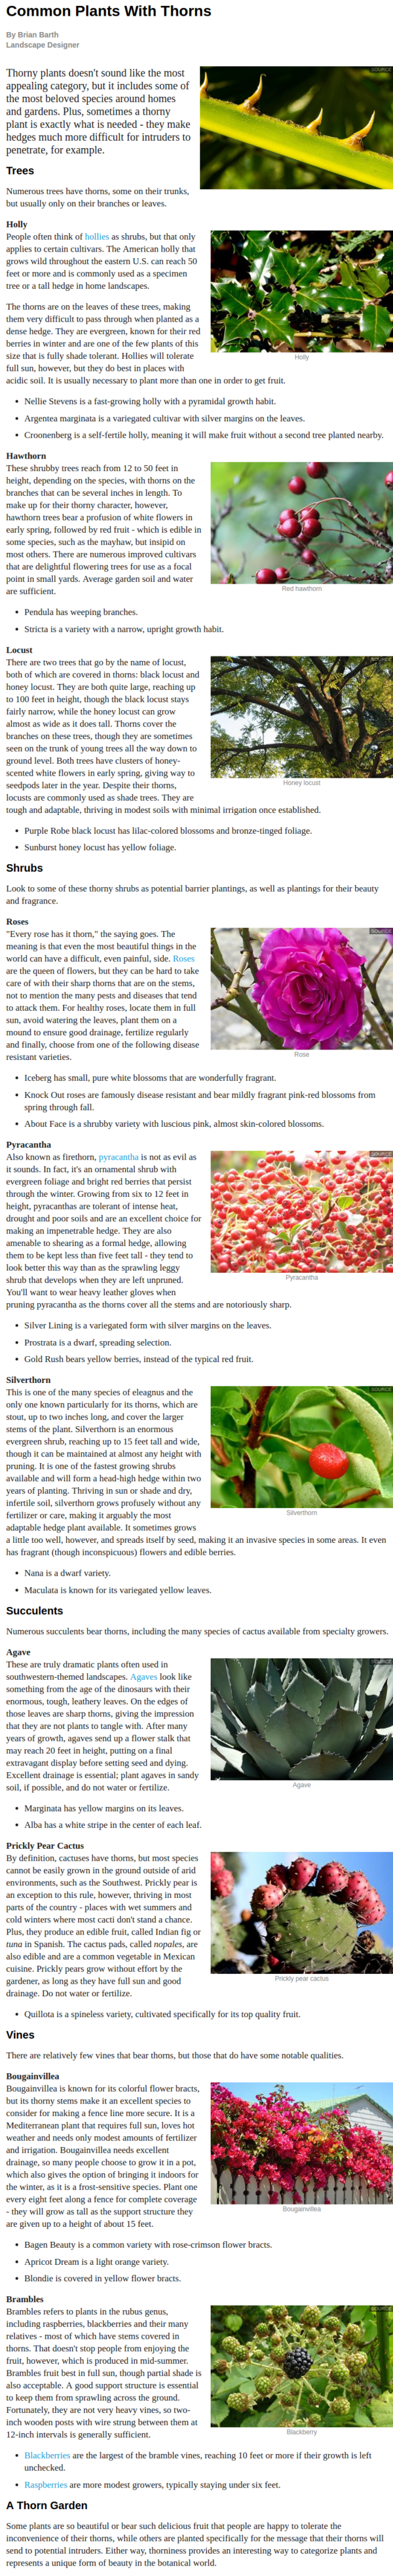 Common Plants With Thorns
By Brian Barth
Landscape Designer
Thorny plants doesn't sound like the most
appealing category, but it includes some of
the most beloved species around homes
and gardens. Plus, sometimes a thorny
plant is exactly what is needed - they make
hedges much more difficult for intruders to
penetrate, for example.
SOURCE
Trees
Numerous trees have thorns, some on their trunks,
but usually only on their branches or leaves.
Holly
People often think of hollies as shrubs, but that only
applies to certain cultivars. The American holly that
grows wild throughout the eastern U.S. can reach 50
feet or more and is commonly used as a specimen
tree or a tall hedge in home landscapes.
The thorns are on the leaves of these trees, making
them very difficult to pass through when planted as a
dense hedge. They are evergreen, known for their red
berries in winter and are one of the few plants of this
size that is fully shade tolerant. Hollies will tolerate
full sun, however, but they do best in places with
acidic soil. It is usually necessary to plant more than one in order to get fruit.
Holly
• Nellie Stevens is a fast-growing holly with a pyramidal growth habit.
• Argentea marginata is a variegated cultivar with silver margins on the leaves.
• Croonenberg is a self-fertile holly, meaning it will make fruit without a second tree planted nearby.
Hawthorn
These shrubby trees reach from 12 to 50 feet in
height, depending on the species, with thorns on the
branches that can be several inches in length. To
make up for their thorny character, however,
hawthorn trees bear a profusion of white flowers in
early spring, followed by red fruit - which is edible in
some species, such as the mayhaw, but insipid on
most others. There are numerous improved cultivars
that are delightful flowering trees for use as a focal
point in small yards. Average garden soil and water
are sufficient.
Red hawthorn
• Pendula has weeping branches.
• Stricta is a variety with a narrow, upright growth habit.
Locust
There are two trees that go by the name of locust,
both of which are covered in thorns: black locust and
honey locust. They are both quite large, reaching up
to 100 feet in height, though the black locust stays
fairly narrow, while the honey locust can grow
almost as wide as it does tall. Thorns cover the
branches on these trees, though they are sometimes
seen on the trunk of young trees all the way down to
ground level. Both trees have clusters of honey-
scented white flowers in early spring, giving way to
seedpods later in the year. Despite their thorns,
locusts are commonly used as shade trees. They are
tough and adaptable, thriving in modest soils with minimal irrigation once established.
Honey locust
• Purple Robe black locust has lilac-colored blossoms and bronze-tinged foliage.
• Sunburst honey locust has yellow foliage.
Shrubs
Look to some of these thorny shrubs as potential barrier plantings, as well as plantings for their beauty
and fragrance.
Roses
"Every rose has it thorn," the saying goes. The
meaning is that even the most beautiful things in the
world can have a difficult, even painful, side. Roses
are the queen of flowers, but they can be hard to take
care of with their sharp thorns that are on the stems,
not to mention the many pests and diseases that tend
to attack them. For healthy roses, locate them in full
sun, avoid watering the leaves, plant them on a
mound to ensure good drainage, fertilize regularly
and finally, choose from one of the following disease
resistant varieties.
SOURCE
Rose
• Iceberg has small, pure white blossoms that are wonderfully fragrant.
• Knock Out roses are famously disease resistant and bear mildly fragrant pink-red blossoms from
spring through fall.
• About Face is a shrubby variety with luscious pink, almost skin-colored blossoms.
Pyracantha
Also known as firethorn, pyracantha is not as evil as
it sounds. In fact, it's an ornamental shrub with
evergreen foliage and bright red berries that persist
through the winter. Growing from six to 12 feet in
height, pyracanthas are tolerant of intense heat,
drought and poor soils and are an excellent choice for
making an impenetrable hedge. They are also
amenable to shearing as a formal hedge, allowing
them to be kept less than five feet tall - they tend to
look better this way than as the sprawling leggy
shrub that develops when they are left unpruned.
You'll want to wear heavy leather gloves when
pruning pyracantha as the thorns cover all the stems and are notoriously sharp.
SOURCE
Pyracantha
• Silver Lining is a variegated form with silver margins on the leaves.
• Prostrata is a dwarf, spreading selection.
• Gold Rush bears yellow berries, instead of the typical red fruit.
Silverthorn
This is one of the many species of eleagnus and the
only one known particularly for its thorns, which are
stout, up to two inches long, and cover the larger
stems of the plant. Silverthorn is an enormous
evergreen shrub, reaching up to 15 feet tall and wide,
though it can be maintained at almost any height with
pruning. It is one of the fastest growing shrubs
available and will form a head-high hedge within two
years of planting. Thriving in sun or shade and dry,
infertile soil, silverthorn grows profusely without any
fertilizer or care, making it arguably the most
adaptable hedge plant available. It sometimes grows
a little too well, however, and spreads itself by seed, making it an invasive species in some areas. It even
has fragrant (though inconspicuous) flowers and edible berries.
SOURCE
Silverthorn
• Nana is a dwarf variety.
• Maculata is known for its variegated yellow leaves.
Succulents
Numerous succulents bear thorns, including the many species of cactus available from specialty growers.
Agave
These are truly dramatic plants often used in
southwestern-themed landscapes. Agaves look like
something from the age of the dinosaurs with their
enormous, tough, leathery leaves. On the edges of
those leaves are sharp thorns, giving the impression
that they are not plants to tangle with. After many
years of growth, agaves send up a flower stalk that
may reach 20 feet in height, putting on a final
extravagant display before setting seed and dying.
Excellent drainage is essential; plant agaves in sandy
soil, if possible, and do not water or fertilize.
Agave
• Marginata has yellow margins on its leaves.
• Alba has a white stripe in the center of each leaf.
Prickly Pear Cactus
By definition, cactuses have thorns, but most species
cannot be easily grown in the ground outside of arid
environments, such as the Southwest. Prickly pear is
an exception to this rule, however, thriving in most
parts of the country - places with wet summers and
cold winters where most cacti don't stand a chance.
Plus, they produce an edible fruit, called Indian fig or
tuna in Spanish. The cactus pads, called nopales, are
also edible and are a common vegetable in Mexican
cuisine. Prickly pears grow without effort by the
gardener, as long as they have full sun and good
drainage. Do not water or fertilize.
Prickly pear cactus
• Quillota is a spineless variety, cultivated specifically for its top quality fruit.
Vines
There are relatively few vines that bear thorns, but those that do have some notable qualities.
Bougainvillea
Bougainvillea is known for its colorful flower bracts,
but its thorny stems make it an excellent species to
consider for making a fence line more secure. It is a
Mediterranean plant that requires full sun, loves hot
weather and needs only modest amounts of fertilizer
and irrigation. Bougainvillea needs excellent
drainage, so many people choose to grow it in a pot,
which also gives the option of bringing it indoors for
the winter, as it is a frost-sensitive species. Plant one
every eight feet along a fence for complete coverage
- they will grow as tall as the support structure they
are given up to a height of about 15 feet.
Bougainvillea
• Bagen Beauty is a common variety with rose-crimson flower bracts.
• Apricot Dream is a light orange variety.
• Blondie is covered in yellow flower bracts.
Brambles
Brambles refers to plants in the rubus genus,
including raspberries, blackberries and their many
relatives - most of which have stems covered in
thorns. That doesn't stop people from enjoying the
fruit, however, which is produced in mid-summer.
Brambles fruit best in full sun, though partial shade is
also acceptable. A good support structure is essential
to keep them from sprawling across the ground.
Fortunately, they are not very heavy vines, so two-
inch wooden posts with wire strung between them at
12-inch intervals is generally sufficient.
Blackberry
• Blackberries are the largest of the bramble vines, reaching 10 feet or more if their growth is left
unchecked.
• Raspberries are more modest growers, typically staying under six feet.
A Thorn Garden
Some plants are so beautiful or bear such delicious fruit that people are happy to tolerate the
inconvenience of their thorns, while others are planted specifically for the message that their thorns will
send to potential intruders. Either way, thorniness provides an interesting way to categorize plants and
represents a unique form of beauty in the botanical world.